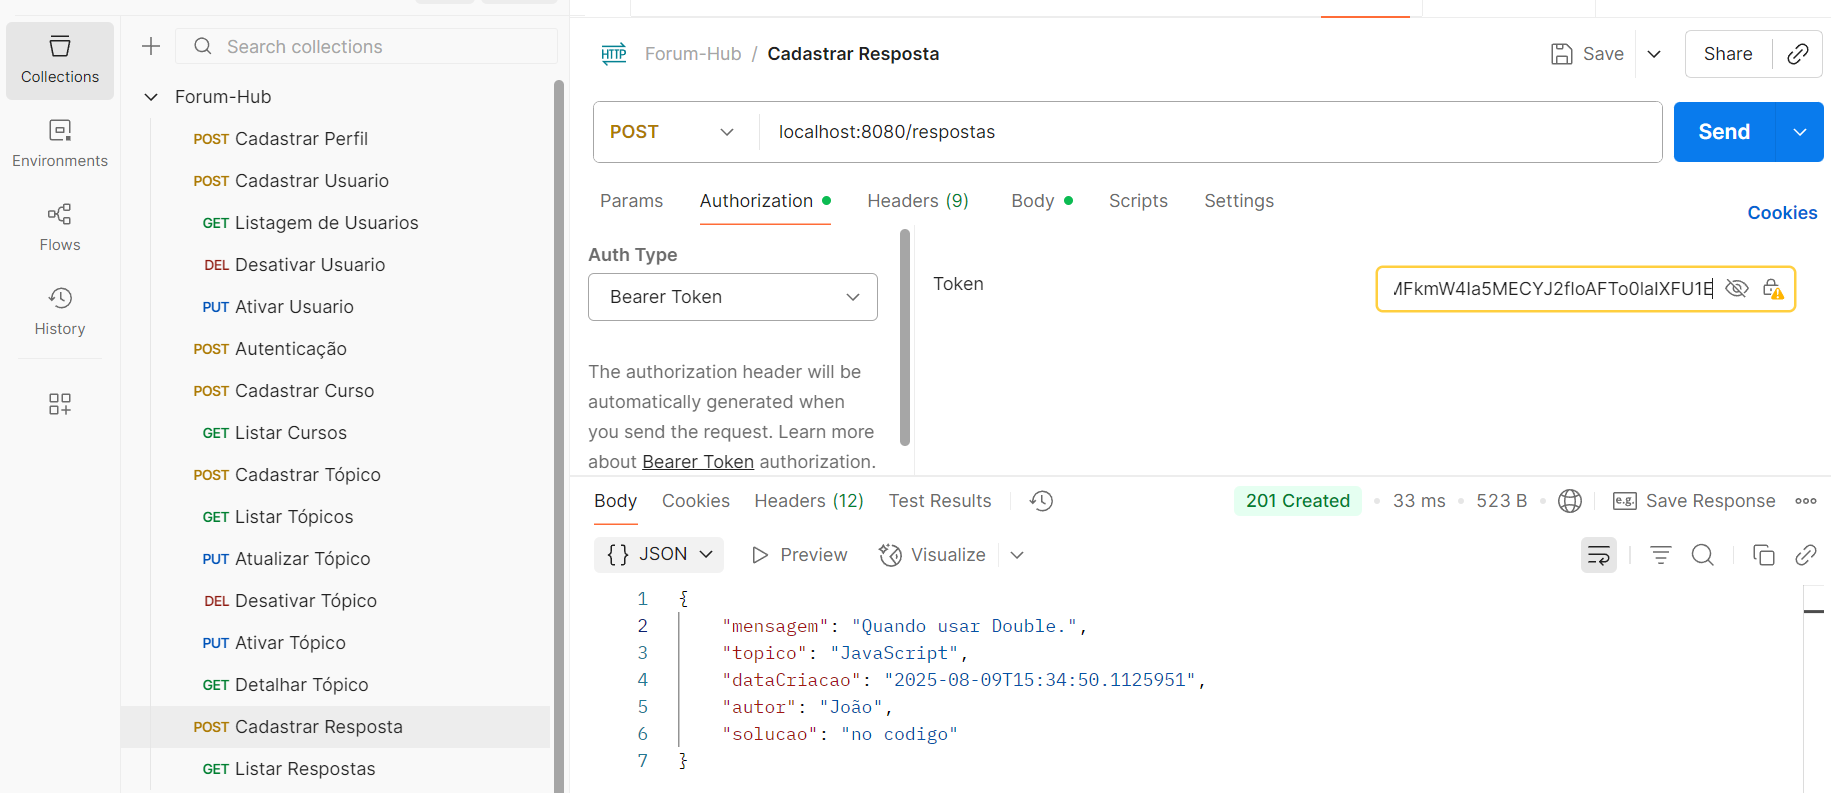 Collections
Environments
Flows
History
Search collections
Forum-Hub
POST Cadastrar Perfil
POST Cadastrar Usuario
GET Listagem de Usuarios
DEL Desativar Usuario
PUT Ativar Usuario
POST Autenticação
POST Cadastrar Curso
GET Listar Cursos
POST Cadastrar Tópico
GET Listar Tópicos
PUT Atualizar Tópico
DEL Desativar Tópico
PUT Ativar Tópico
GET Detalhar Tópico
POST Cadastrar Resposta
GET Listar Respostas
HTTP Forum-Hub / Cadastrar Resposta
Save
Share
POST localhost:8080/respostas
Send
Params Authorization Headers (9) Body Scripts Settings
Cookies
Auth Type
Bearer Token
The authorization header will be
automatically generated when
you send the request. Learn more
about Bearer Token authorization.
Token
Body Cookies Headers (12) Test Results
201 Created • 33 ms • 523 B • e.g. Save Response
{} JSON Preview Visualize
1 {
2 "mensagem": "Quando usar Double.",
3 "topico": "JavaScript",
4 "dataCriacao": "2025-08-09T15:34:50.1125951",
5 "autor": "João",
6 "solucao": "no codigo"
7 }